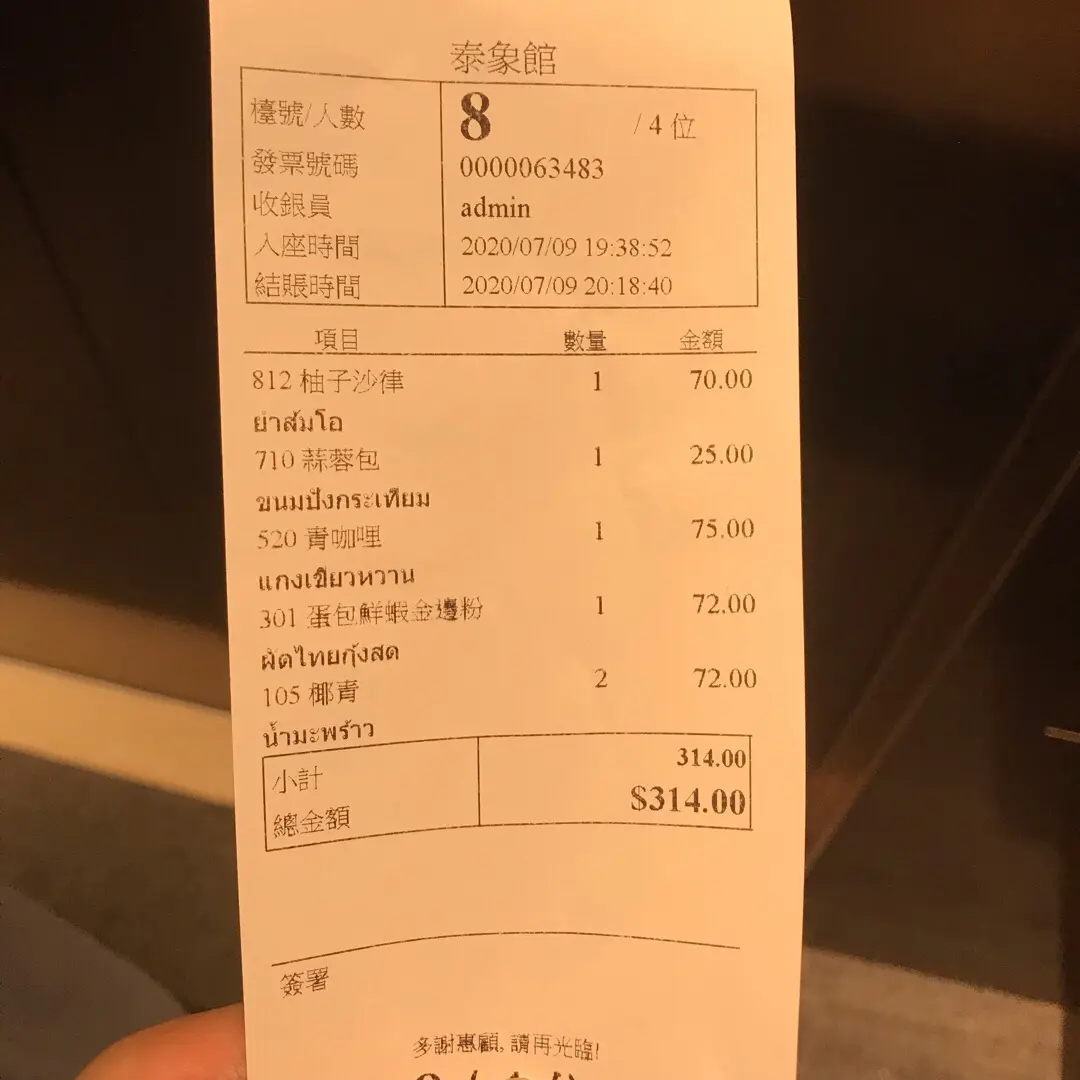 泰象館
檯號/人數 8 / 4 位
發票號碼 0000063483
收銀員 admin
入座時間 2020/07/09 19:38:52
結賬時間 2020/07/09 20:18:40
項目 數量 金額
812 柚子沙律 1 70.00
ยำส้มโอ
710 蒜蓉包 1 25.00
ขนมปังกระเทียม
520 青咖哩 1 75.00
แกงเขียวหวาน
301 蛋包鮮蝦金邊粉 1 72.00
ผัดไทยกุ้งสด
105 椰青 2 72.00
น้ำมะพร้าว
小計 314.00
總金額 $314.00
簽署
多謝惠顧, 請再光臨!